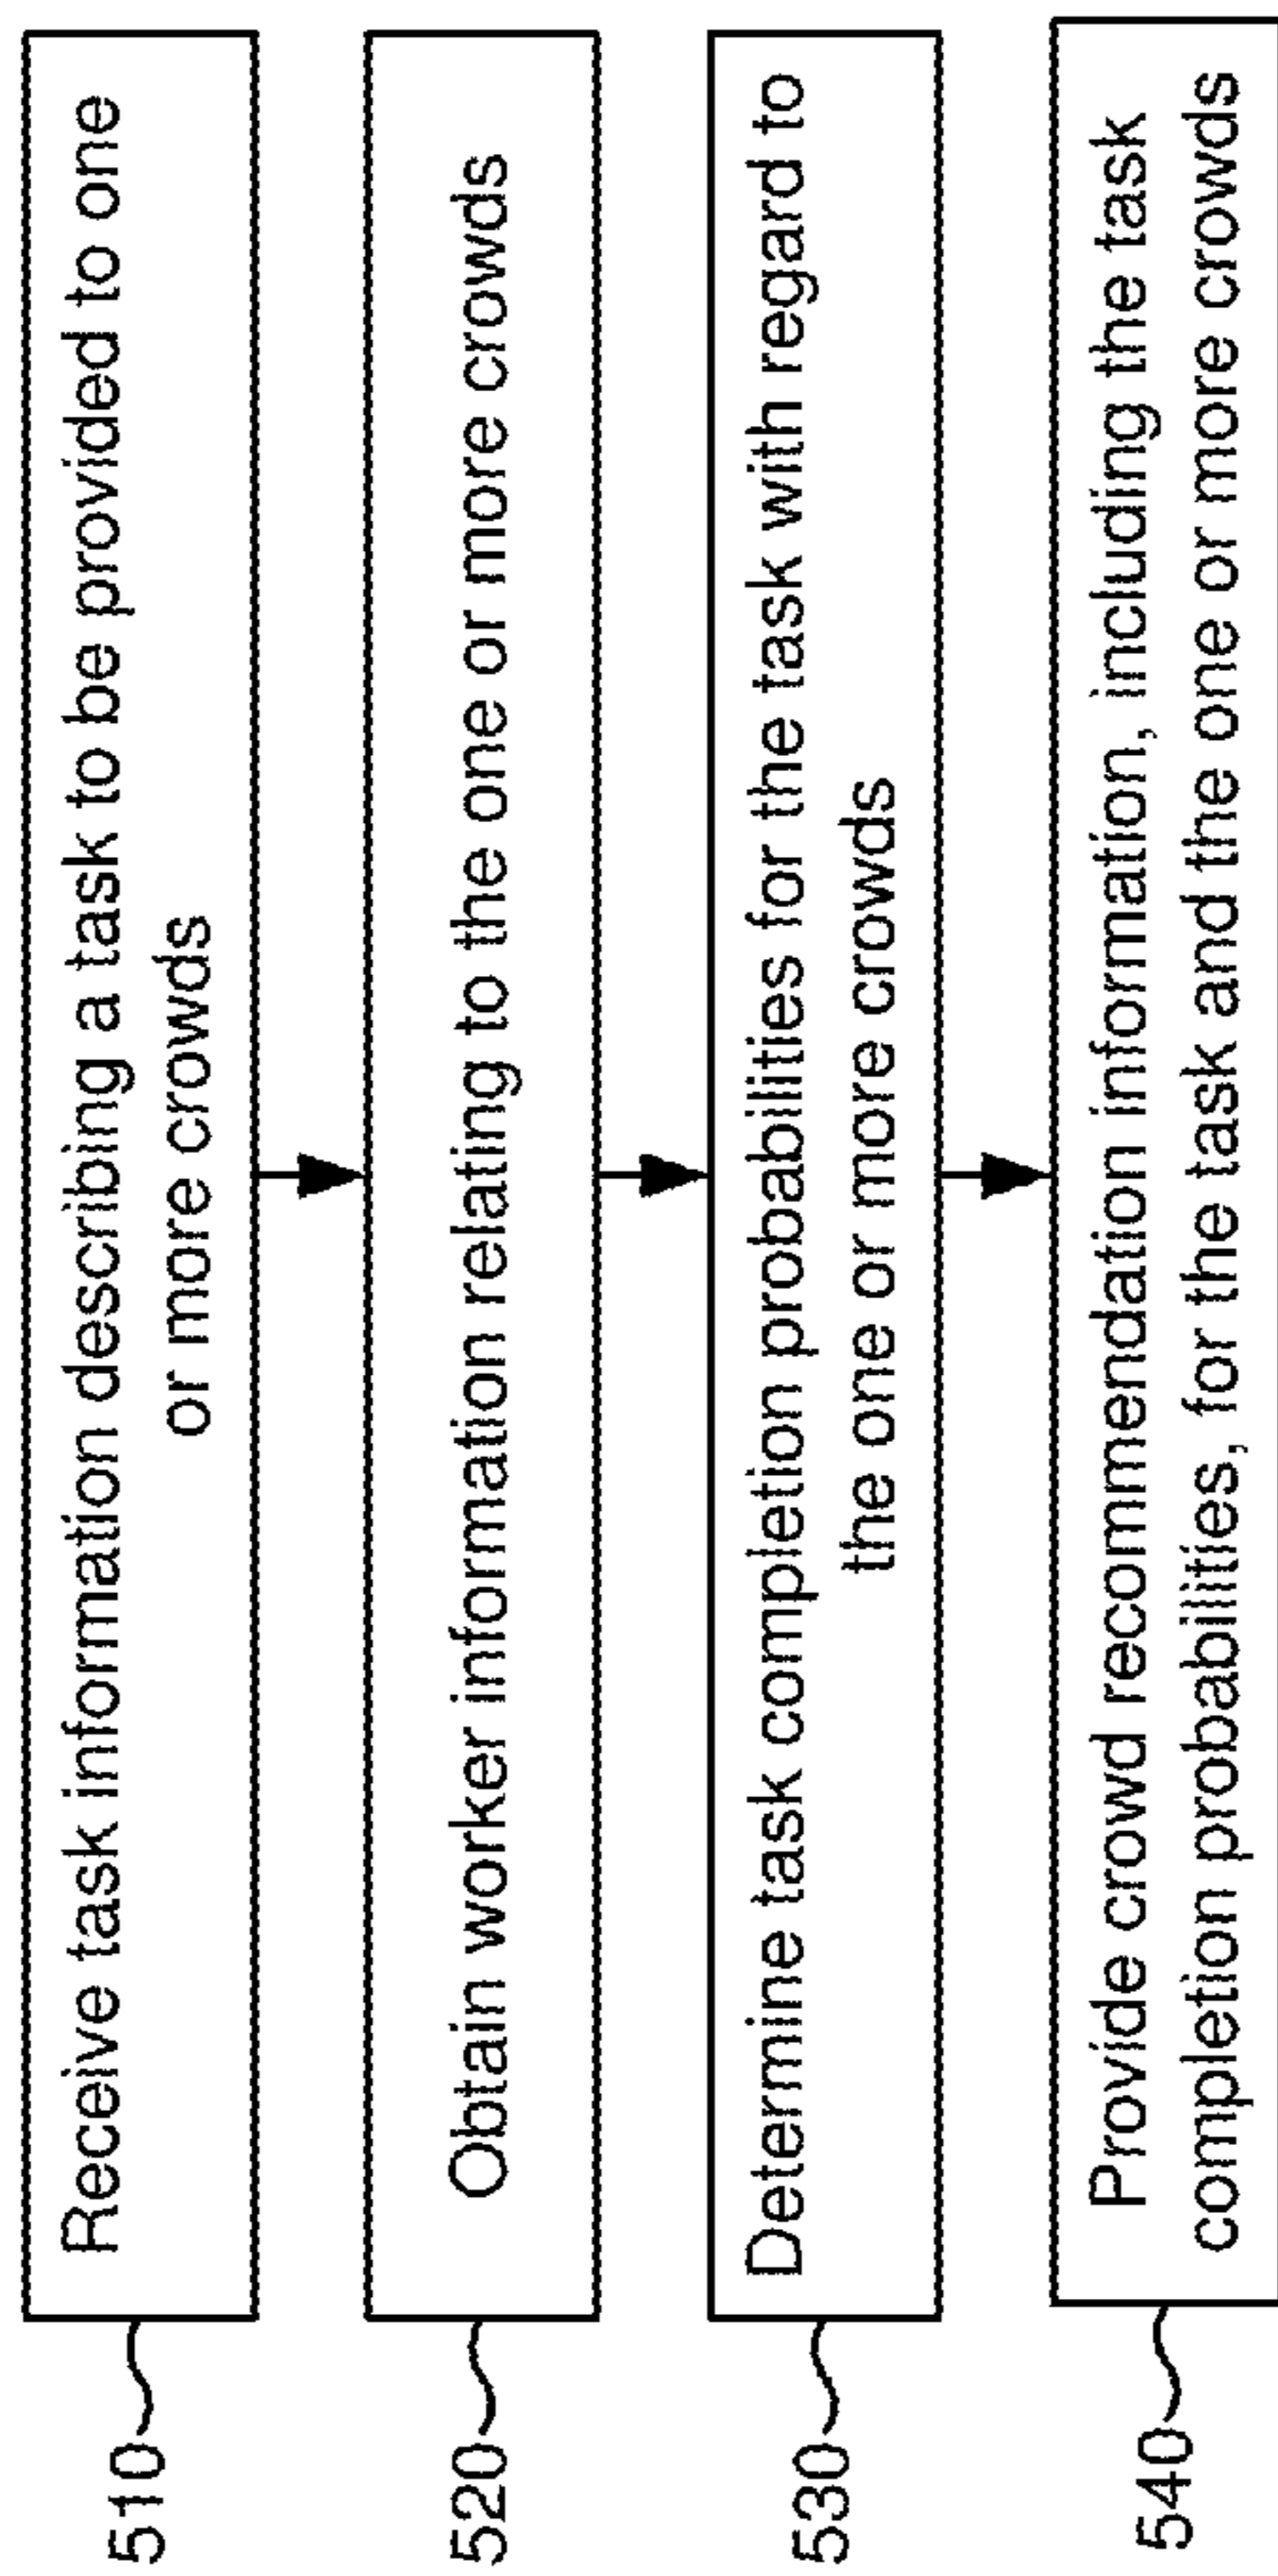 510
Receive task information describing a task to be provided to one
or more crowds
520
Obtain worker information relating to the one or more crowds
530
Determine task completion probabilities for the task with regard to
the one or more crowds
540
Provide crowd recommendation information, including the task
completion probabilities, for the task and the one or more crowds